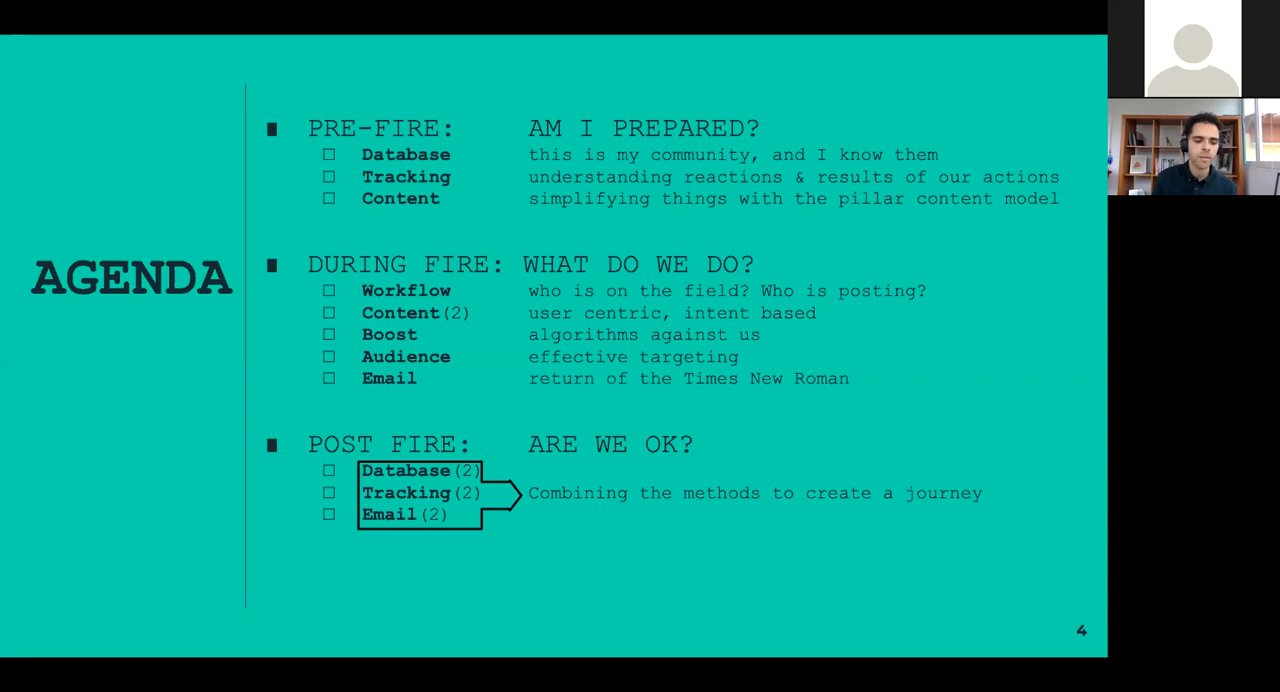 AGENDA
PRE-FIRE: AM I PREPARED?
Database this is my community, and I know them
Tracking understanding reactions & results of our actions
Content simplifying things with the pillar content model
DURING FIRE: WHAT DO WE DO?
Workflow who is on the field? Who is posting?
Content(2) user centric, intent based
Boost algorithms against us
Audience effective targeting
Email return of the Times New Roman
POST FIRE: ARE WE OK?
Database(2)
Tracking(2) Combining the methods to create a journey
Email(2)
4